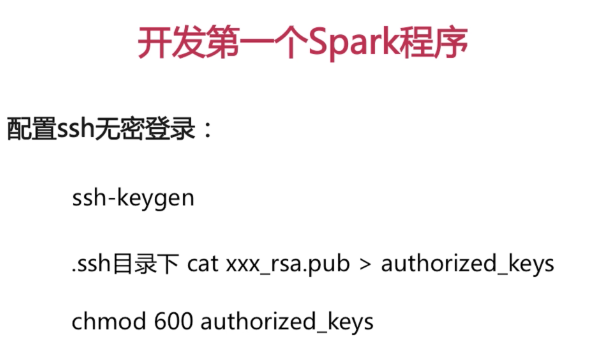 开发第一个Spark程序
配置ssh无密登录：
ssh-keygen
.ssh目录下 cat xxx_rsa.pub > authorized_keys
chmod 600 authorized_keys